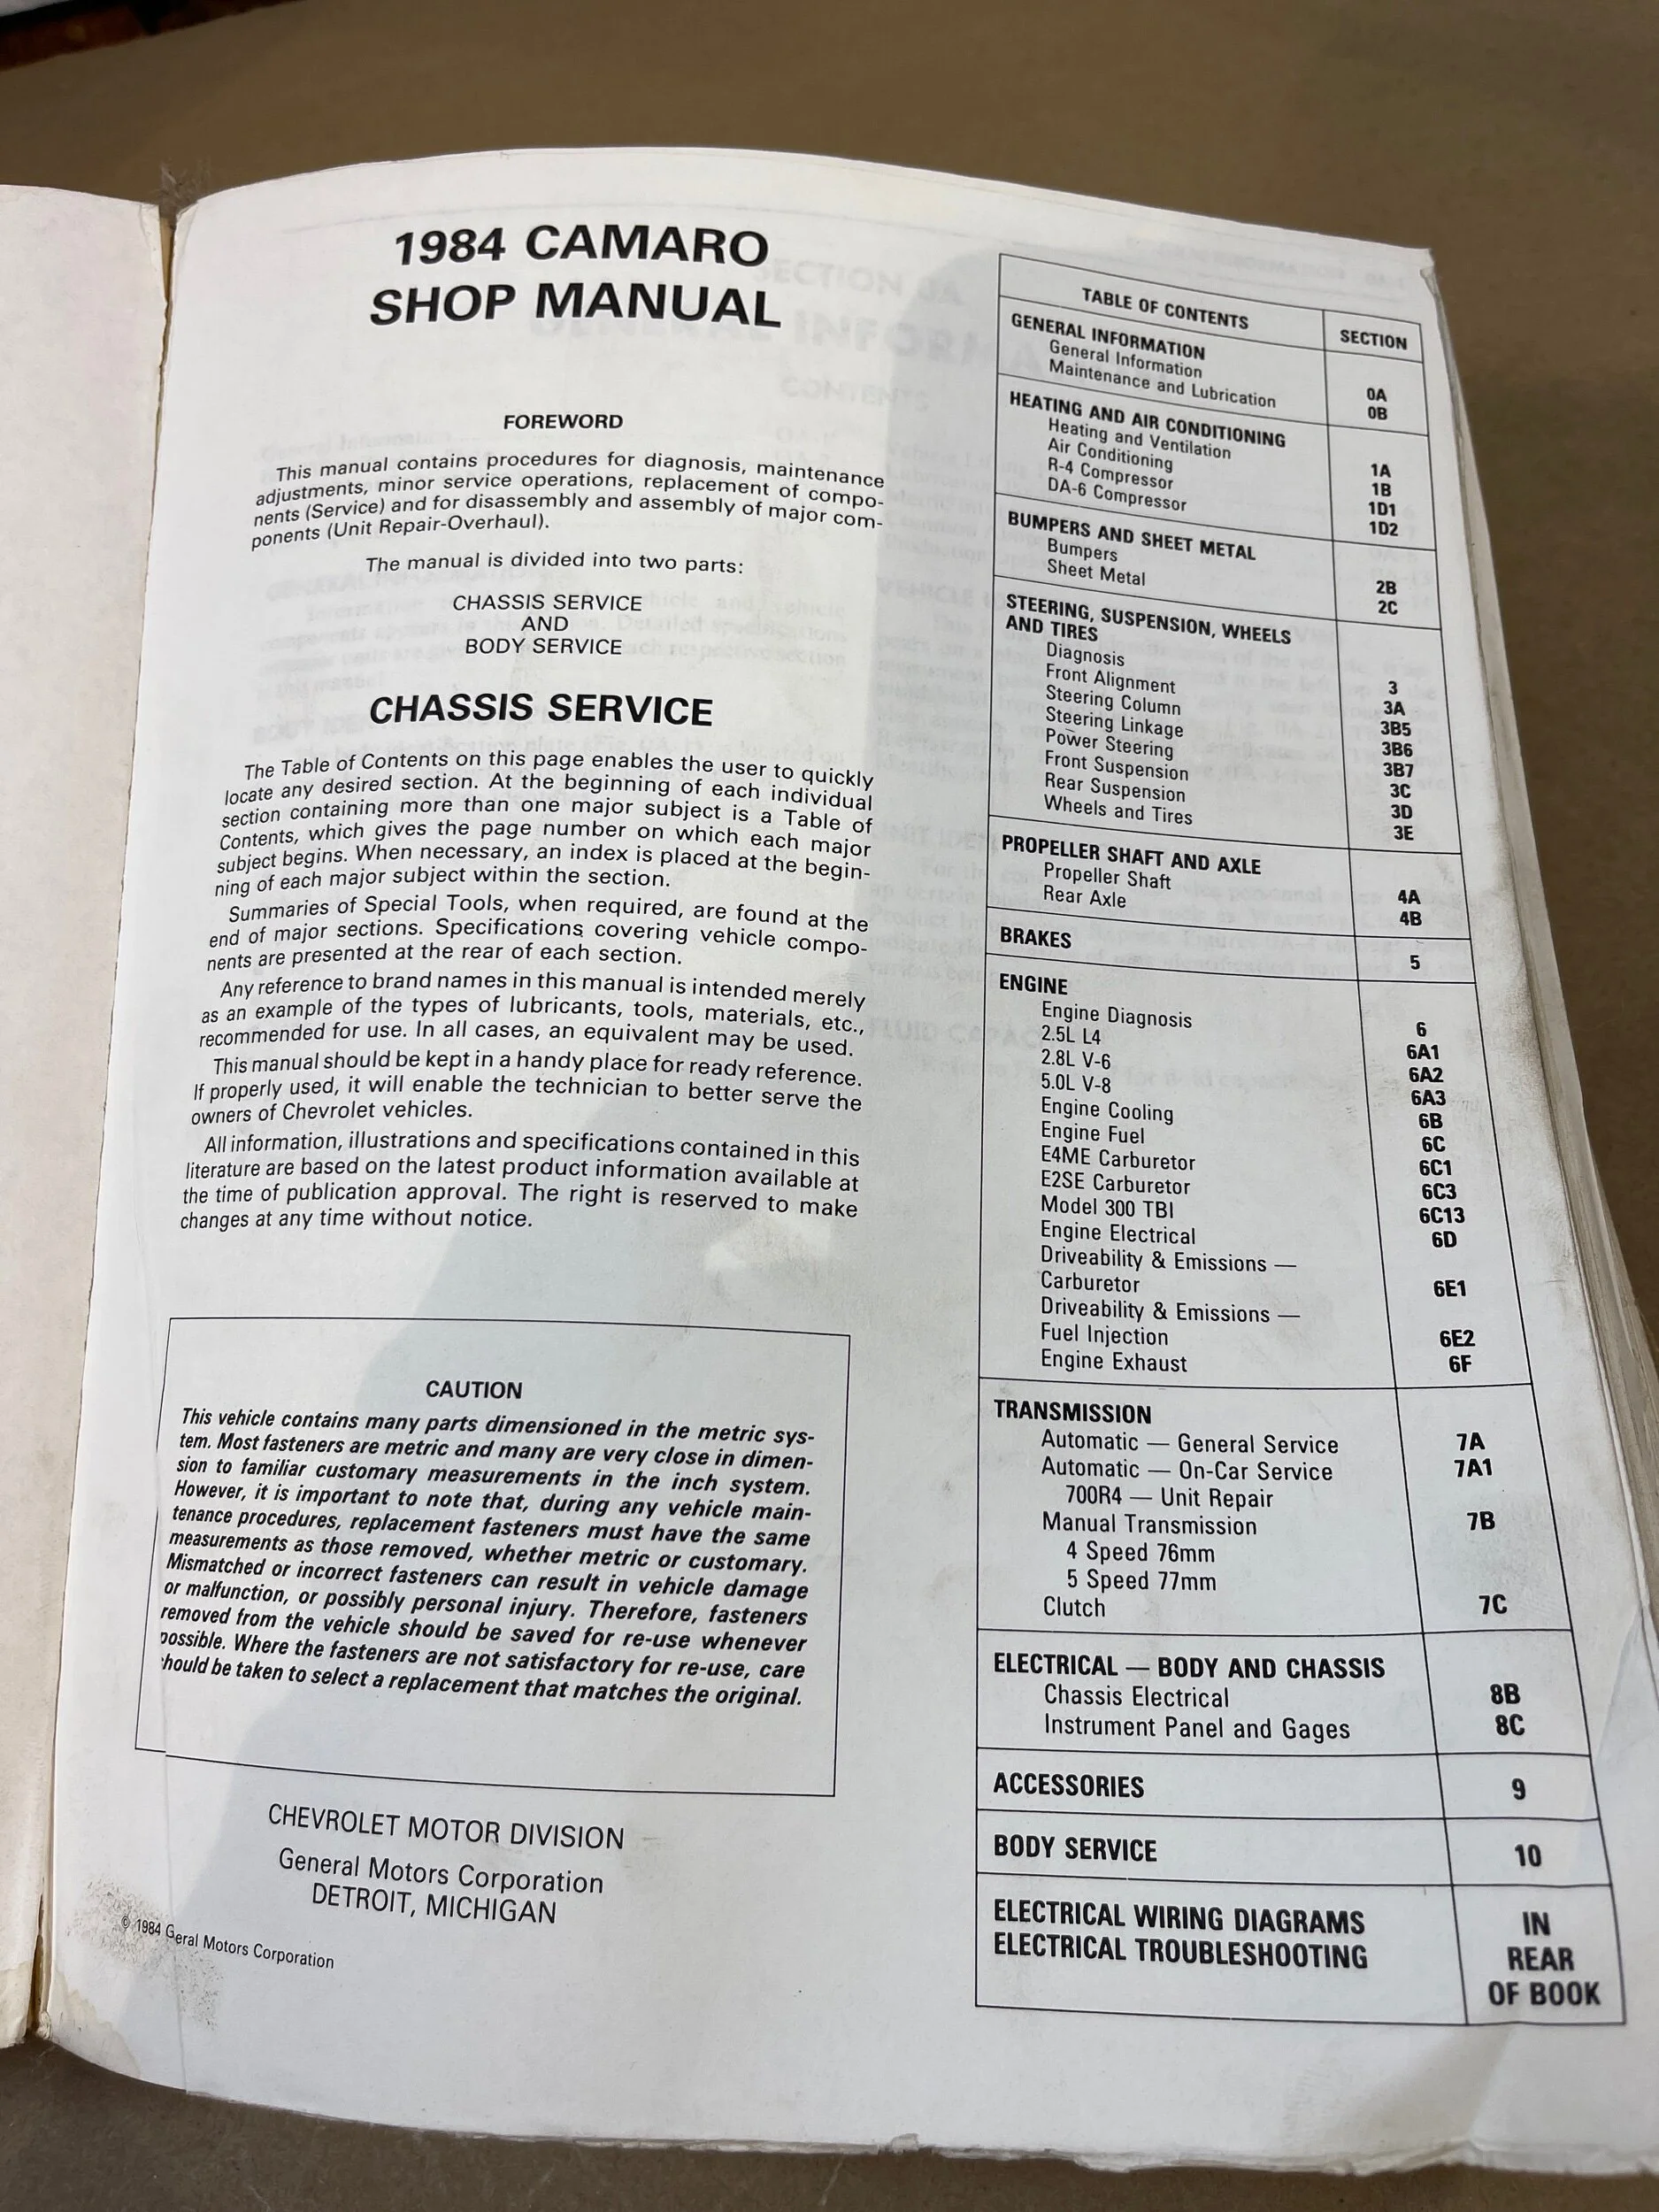 1984 CAMARO
SHOP MANUAL
FOREWORD
This manual contains procedures for diagnosis, maintenance
adjustments, minor service operations, replacement of compo-
nents (Service) and for disassembly and assembly of major com-
ponents (Unit Repair-Overhaul).
The manual is divided into two parts:
CHASSIS SERVICE
AND
BODY SERVICE
CHASSIS SERVICE
The Table of Contents on this page enables the user to quickly
locate any desired section. At the beginning of each individual
section containing more than one major subject is a Table of
Contents, which gives the page number on which each major
subject begins. When necessary, an index is placed at the begin-
ning of each major subject within the section.
Summaries of Special Tools, when required, are found at the
end of major sections. Specifications covering vehicle compo-
nents are presented at the rear of each section.
Any reference to brand names in this manual is intended merely
as an example of the types of lubricants, tools, materials, etc.,
recommended for use. In all cases, an equivalent may be used.
This manual should be kept in a handy place for ready reference.
If properly used, it will enable the technician to better serve the
owners of Chevrolet vehicles.
All information, illustrations and specifications contained in this
literature are based on the latest product information available at
the time of publication approval. The right is reserved to make
changes at any time without notice.
CAUTION
This vehicle contains many parts dimensioned in the metric sys-
tem. Most fasteners are metric and many are very close in dimen-
sion to familiar customary measurements in the inch system.
However, it is important to note that, during any vehicle main-
tenance procedures, replacement fasteners must have the same
measurements as those removed, whether metric or customary.
Mismatched or incorrect fasteners can result in vehicle damage
or malfunction, or possibly personal injury. Therefore, fasteners
removed from the vehicle should be saved for re-use whenever
possible. Where the fasteners are not satisfactory for re-use, care
hould be taken to select a replacement that matches the original.
CHEVROLET MOTOR DIVISION
General Motors Corporation
DETROIT, MICHIGAN
© 1984 Geral Motors Corporation
TABLE OF CONTENTS SECTION
GENERAL INFORMATION
General Information 0A
Maintenance and Lubrication 0B
HEATING AND AIR CONDITIONING
Heating and Ventilation 1A
Air Conditioning 1B
R-4 Compressor 1D1
DA-6 Compressor 1D2
BUMPERS AND SHEET METAL
Bumpers 2B
Sheet Metal 2C
STEERING, SUSPENSION, WHEELS
AND TIRES
Diagnosis 3
Front Alignment 3A
Steering Column 3B5
Steering Linkage 3B6
Power Steering 3B7
Front Suspension 3C
Rear Suspension 3D
Wheels and Tires 3E
PROPELLER SHAFT AND AXLE
Propeller Shaft 4A
Rear Axle 4B
BRAKES 5
ENGINE
Engine Diagnosis 6
2.5L L4 6A1
2.8L V-6 6A2
5.0L V-8 6A3
Engine Cooling 6B
Engine Fuel 6C
E4ME Carburetor 6C1
E2SE Carburetor 6C3
Model 300 TBI 6C13
Engine Electrical 6D
Driveability & Emissions —
Carburetor 6E1
Driveability & Emissions —
Fuel Injection 6E2
Engine Exhaust 6F
TRANSMISSION
Automatic — General Service 7A
Automatic — On-Car Service 7A1
700R4 — Unit Repair
Manual Transmission 7B
4 Speed 76mm
5 Speed 77mm
Clutch 7C
ELECTRICAL — BODY AND CHASSIS
Chassis Electrical 8B
Instrument Panel and Gages 8C
ACCESSORIES 9
BODY SERVICE 10
ELECTRICAL WIRING DIAGRAMS IN
ELECTRICAL TROUBLESHOOTING REAR
OF BOOK